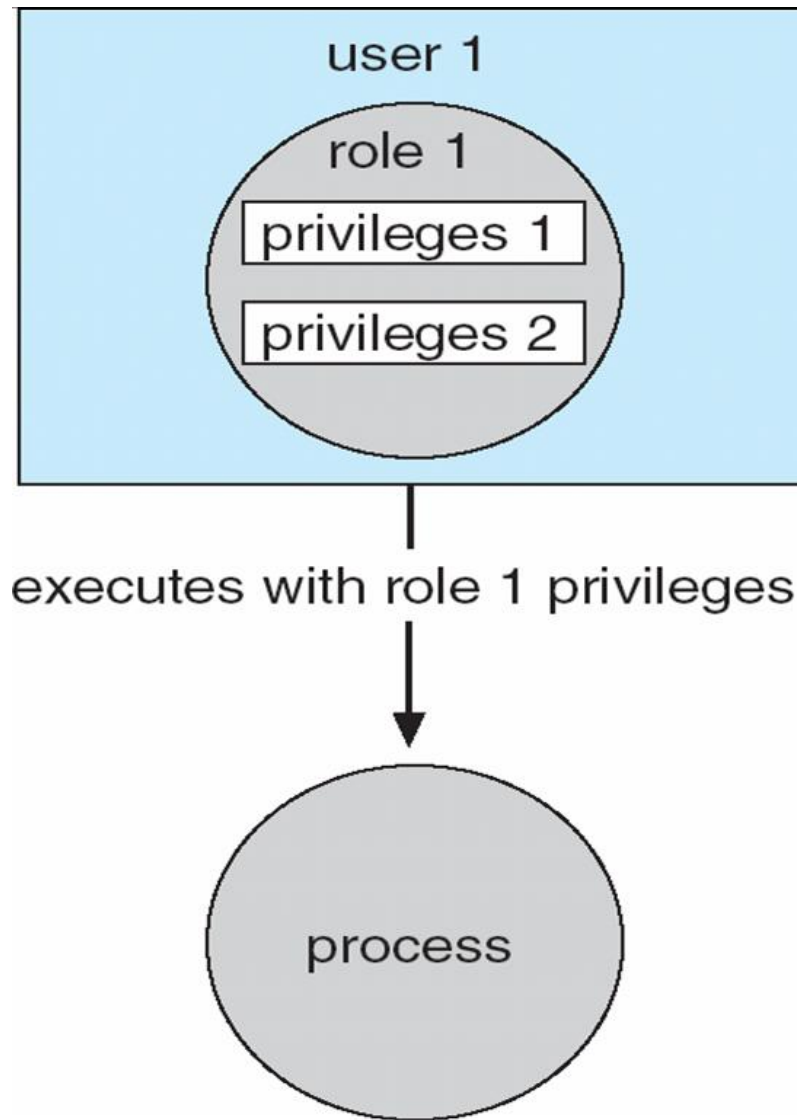 user 1
role 1
privileges 1
privileges 2
executes with role 1 privileges
process